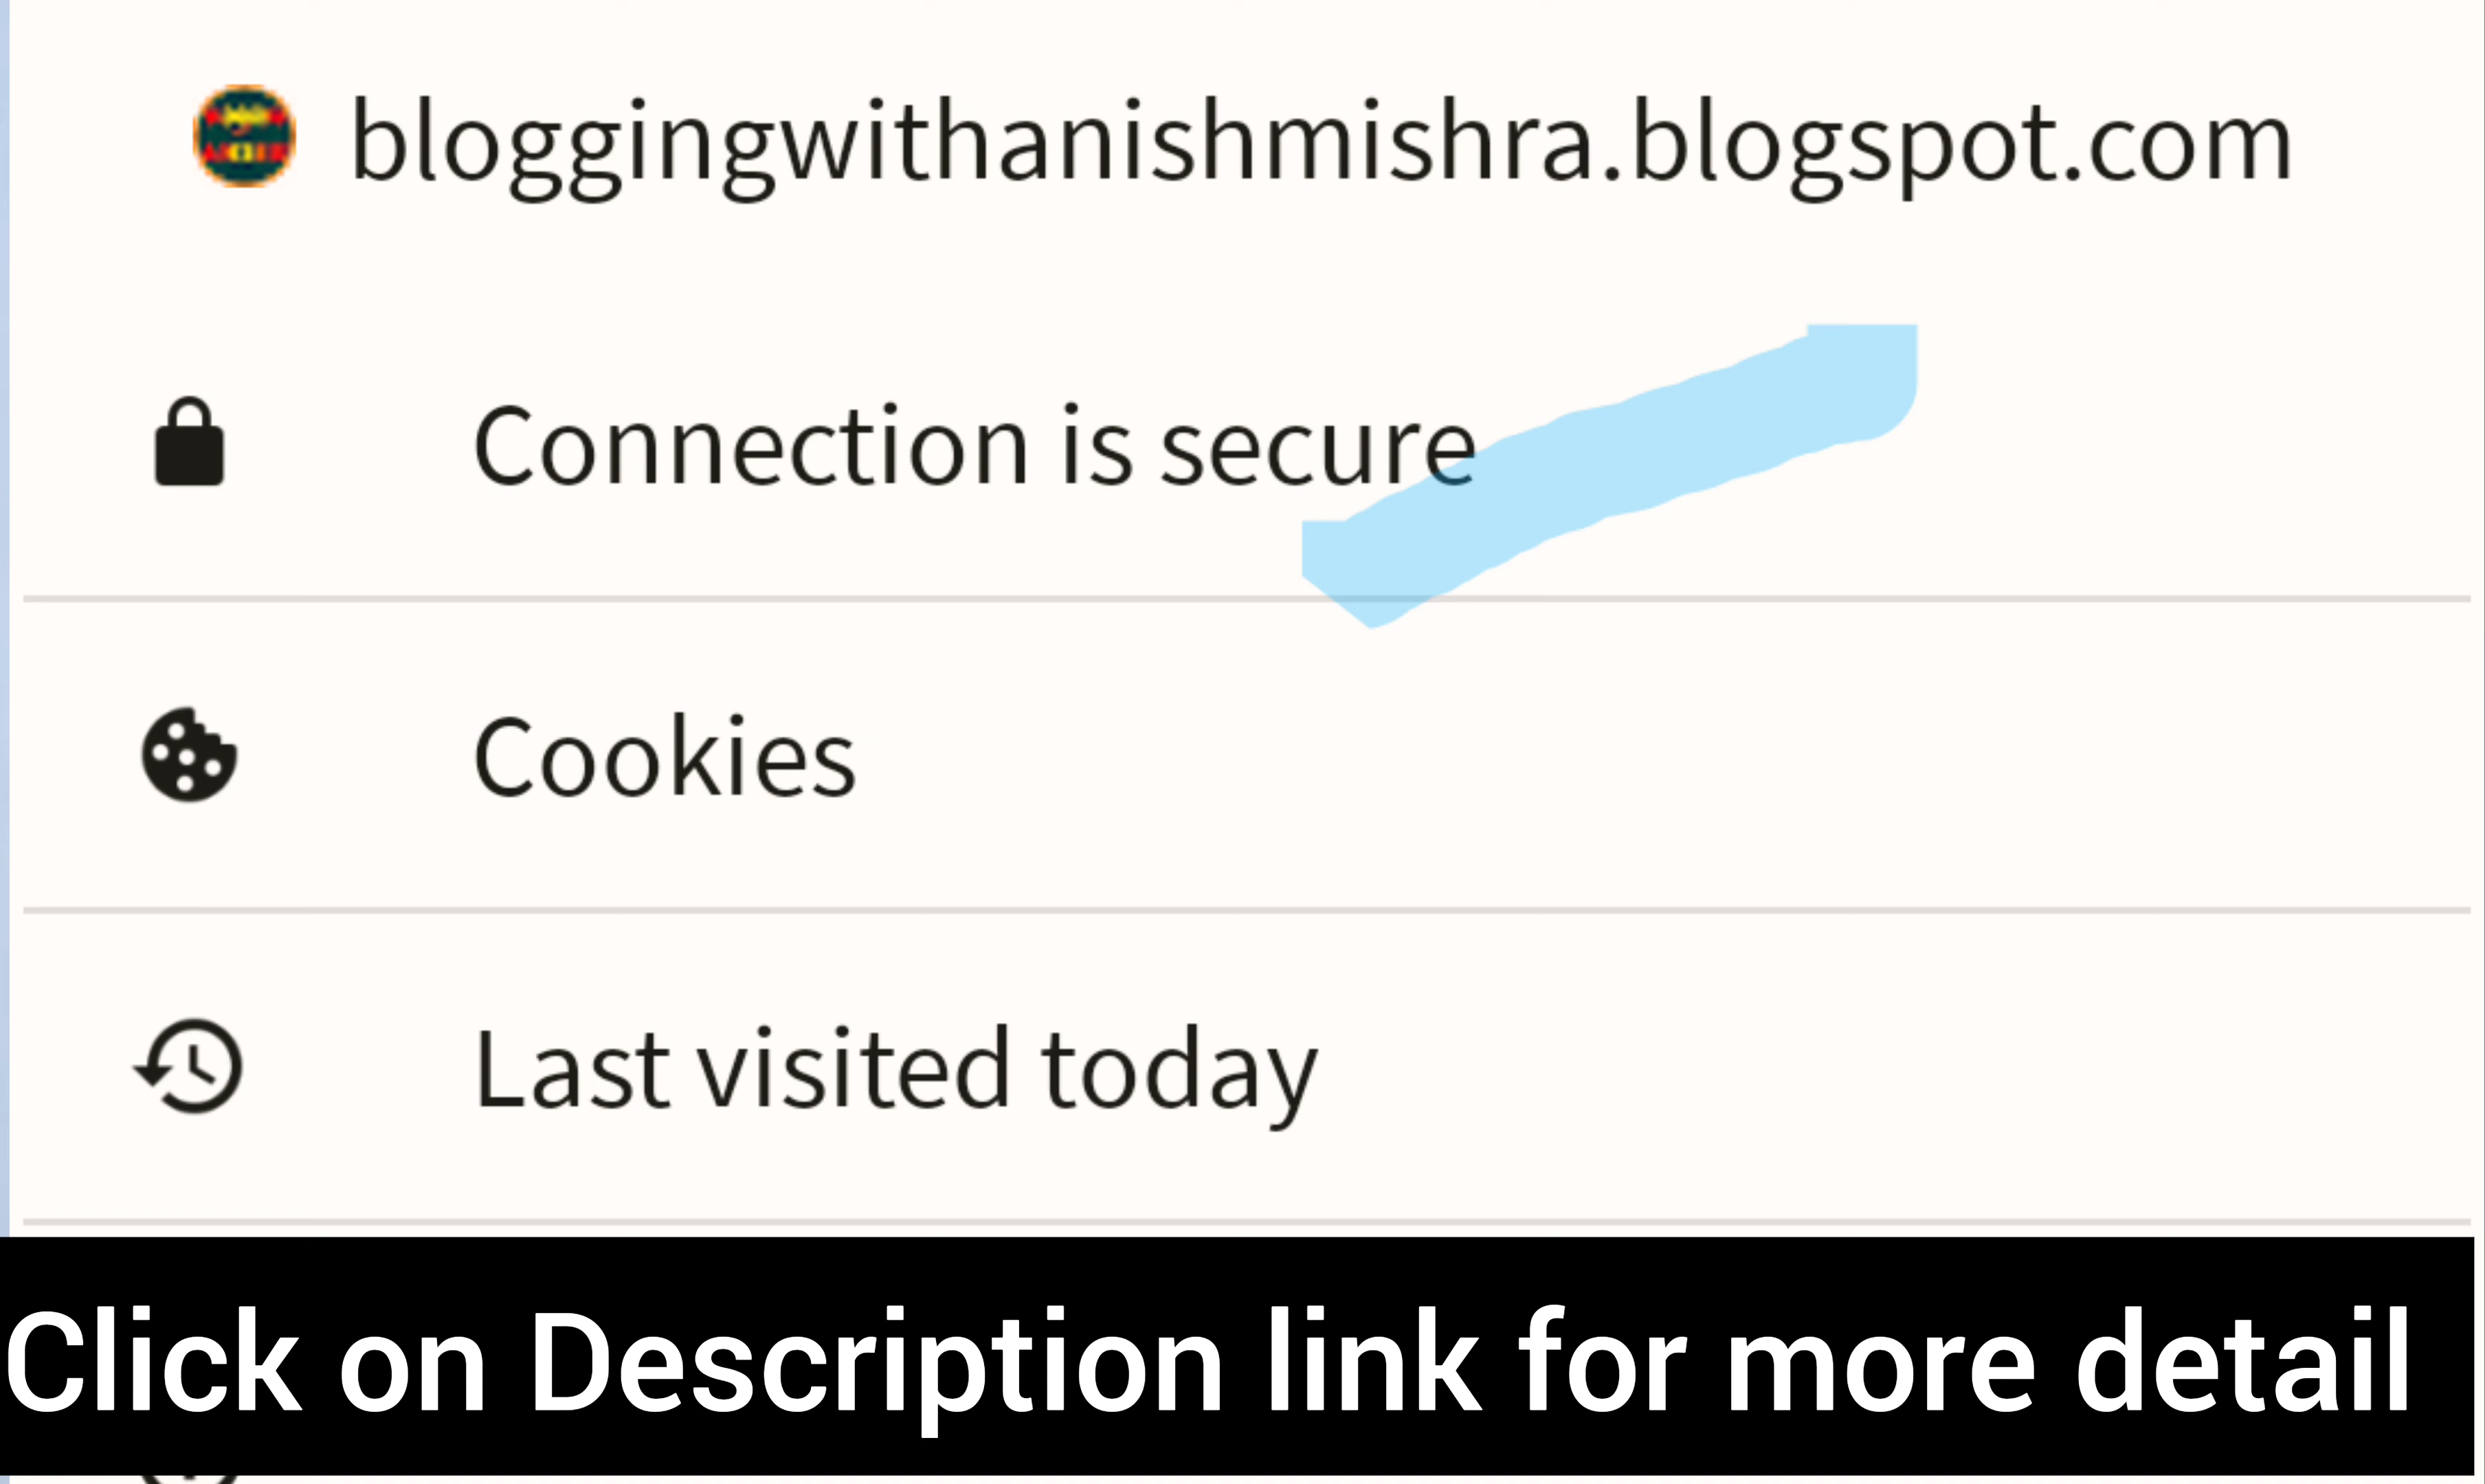 bloggingwithanishmishra.blogspot.com
Connection is secure
Cookies
Last visited today
Click on Description link for more detail